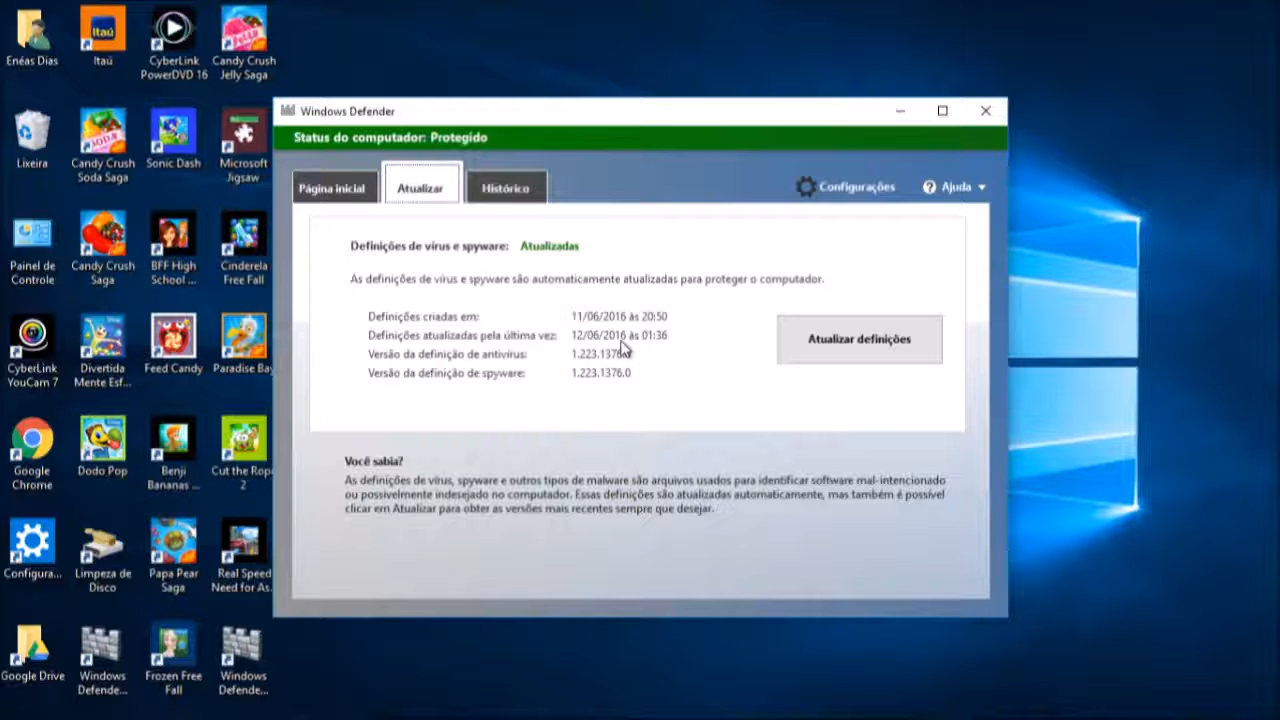 Enéas Dias
Itaú
CyberLink
PowerDVD 16
Candy Crush
Jelly Saga
Lixeira
Candy Crush
Soda Saga
Sonic Dash
Microsoft
Jigsaw
Painel de
Controle
Candy Crush
Saga
BFF High
School ...
Cinderela
Free Fall
CyberLink
YouCam 7
Divertida
Mente Esf...
Feed Candy
Paradise Bay
Google
Chrome
Dodo Pop
Benji
Bananas ...
Cut the Rope
2
Configura...
Limpeza de
Disco
Papa Pear
Saga
Real Speed
Need for As...
Google Drive
Windows
Defende...
Frozen Free
Fall
Windows
Defende...
Windows Defender
Status do computador: Protegido
Página inicial
Atualizar
Histórico
Configurações
Ajuda
Definições de vírus e spyware: Atualizadas
As definições de vírus e spyware são automaticamente atualizadas para proteger o computador.
Definições criadas em: 11/06/2016 às 20:50
Definições atualizadas pela última vez: 12/06/2016 às 01:36
Versão da definição de antivírus: 1.223.1376.0
Versão da definição de spyware: 1.223.1376.0
Atualizar definições
Você sabia?
As definições de vírus, spyware e outros tipos de malware são arquivos usados para identificar software mal-intencionado
ou possivelmente indesejado no computador. Essas definições são atualizadas automaticamente, mas também é possível
clicar em Atualizar para obter as versões mais recentes sempre que desejar.